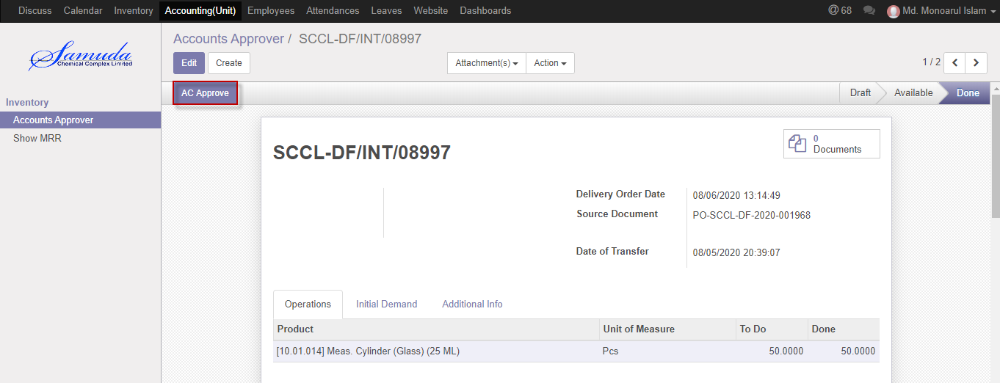 Discuss Calendar Inventory Accounting(Unit) Employees Attendances Leaves Website Dashboards @ 68 Md. Monoarul Islam
Samuda
Chemical Complex Limited
Accounts Approver / SCCL-DF/INT/08997
Edit Create Attachment(s) Action 1 / 2
AC Approve Draft Available Done
Inventory
Accounts Approver
Show MRR
0
Documents
SCCL-DF/INT/08997
Delivery Order Date 08/06/2020 13:14:49
Source Document PO-SCCL-DF-2020-001968
Date of Transfer 08/05/2020 20:39:07
Operations Initial Demand Additional Info
Product Unit of Measure To Do Done
[10.01.014] Meas. Cylinder (Glass) (25 ML) Pcs 50.0000 50.0000